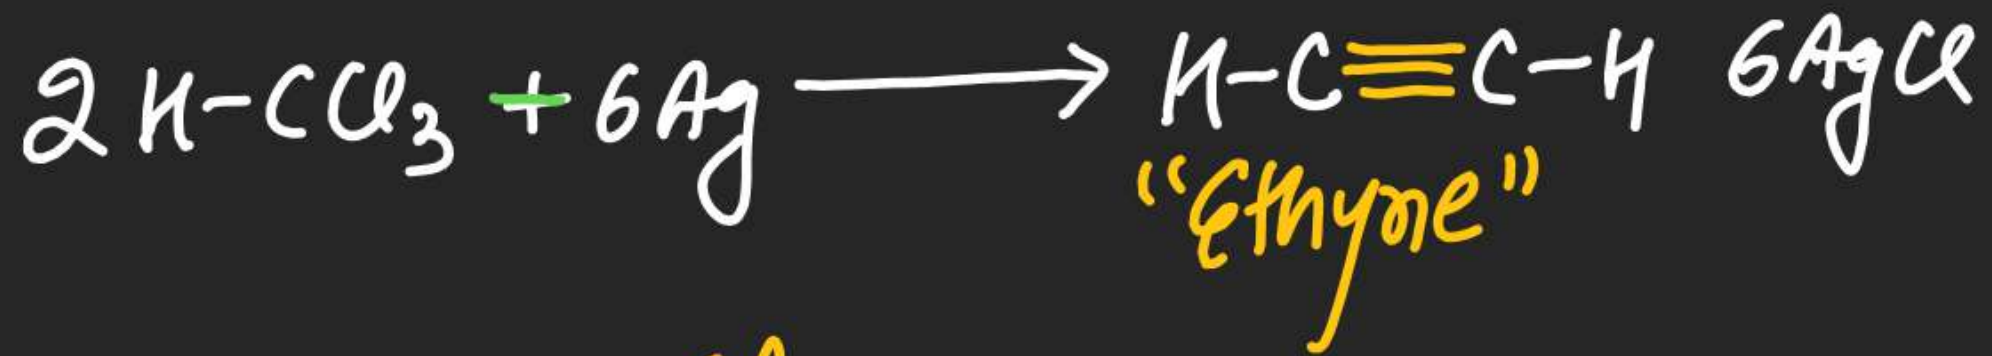 2 H-CCl₃ + 6Ag ⟶ H-C≡C-H 6AgCl
"Ethyne"